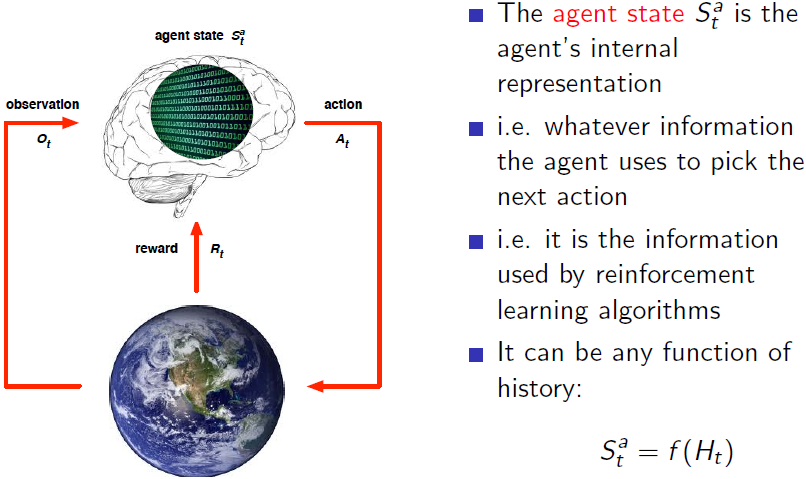 agent state S_t^a
observation
O_t
action
A_t
reward R_t
The agent state S_t^a is the
agent's internal
representation
i.e. whatever information
the agent uses to pick the
next action
i.e. it is the information
used by reinforcement
learning algorithms
It can be any function of
history:
S_t^a = f(H_t)